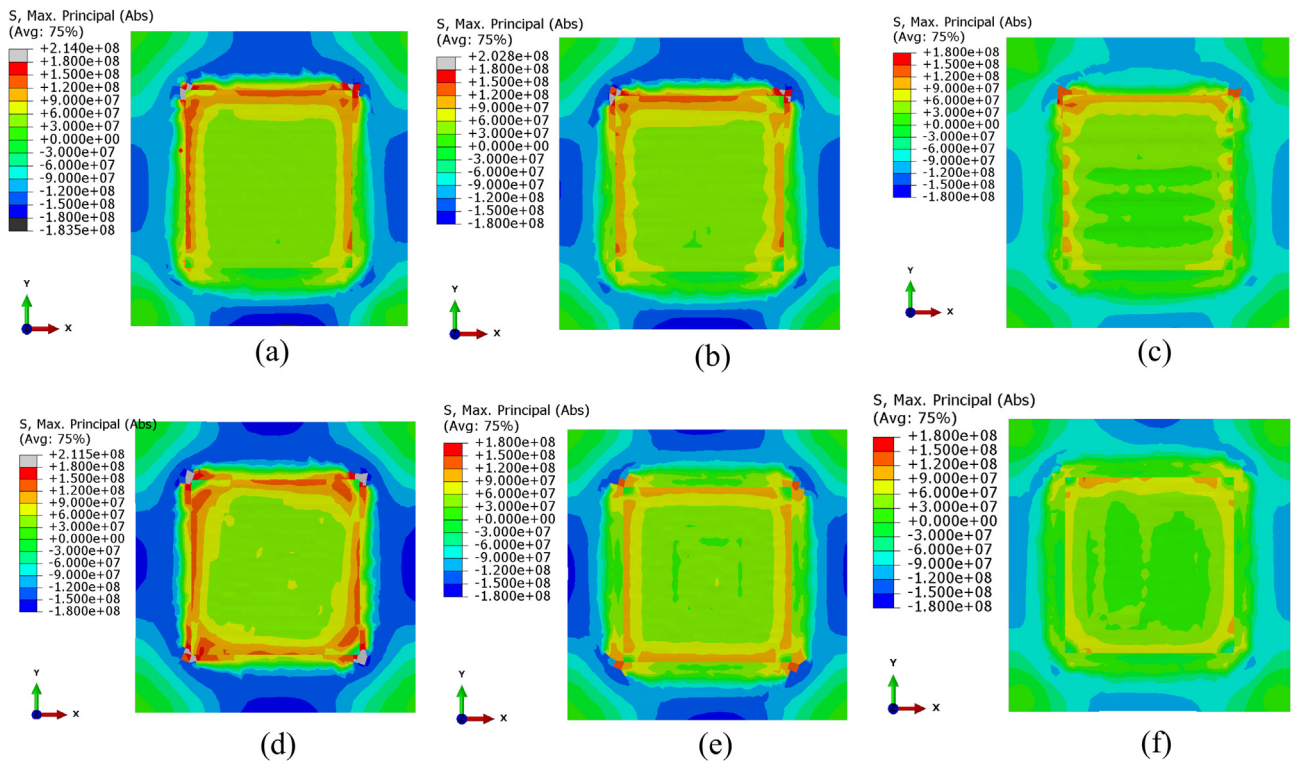 S, Max. Principal (Abs)
(Avg: 75%)
+2.140e+08
+1.800e+08
+1.500e+08
+1.200e+08
+9.000e+07
+6.000e+07
+3.000e+07
+0.000e+00
-3.000e+07
-6.000e+07
-9.000e+07
-1.200e+08
-1.500e+08
-1.800e+08
-1.835e+08
Y
X
(a)
S, Max. Principal (Abs)
(Avg: 75%)
+2.028e+08
+1.800e+08
+1.500e+08
+1.200e+08
+9.000e+07
+6.000e+07
+3.000e+07
+0.000e+00
-3.000e+07
-6.000e+07
-9.000e+07
-1.200e+08
-1.500e+08
-1.800e+08
Y
X
(b)
S, Max. Principal (Abs)
(Avg: 75%)
+1.800e+08
+1.500e+08
+1.200e+08
+9.000e+07
+6.000e+07
+3.000e+07
+0.000e+00
-3.000e+07
-6.000e+07
-9.000e+07
-1.200e+08
-1.500e+08
-1.800e+08
Y
X
(c)
S, Max. Principal (Abs)
(Avg: 75%)
+2.115e+08
+1.800e+08
+1.500e+08
+1.200e+08
+9.000e+07
+6.000e+07
+3.000e+07
+0.000e+00
-3.000e+07
-6.000e+07
-9.000e+07
-1.200e+08
-1.500e+08
-1.800e+08
Y
X
(d)
S, Max. Principal (Abs)
(Avg: 75%)
+1.800e+08
+1.500e+08
+1.200e+08
+9.000e+07
+6.000e+07
+3.000e+07
+0.000e+00
-3.000e+07
-6.000e+07
-9.000e+07
-1.200e+08
-1.500e+08
-1.800e+08
Y
X
(e)
S, Max. Principal (Abs)
(Avg: 75%)
+1.800e+08
+1.500e+08
+1.200e+08
+9.000e+07
+6.000e+07
+3.000e+07
+0.000e+00
-3.000e+07
-6.000e+07
-9.000e+07
-1.200e+08
-1.500e+08
-1.800e+08
Y
X
(f)